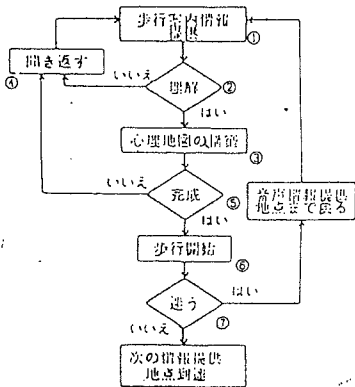 歩行案内情報
提供
①
聞き返す
④
いいえ
理解
②
はい
心理地図の構築
③
いいえ
完成
⑤
はい
音声情報提供
地点まで戻る
歩行開始
⑥
迷う
はい
⑦
いいえ
次の情報提供
地点到達